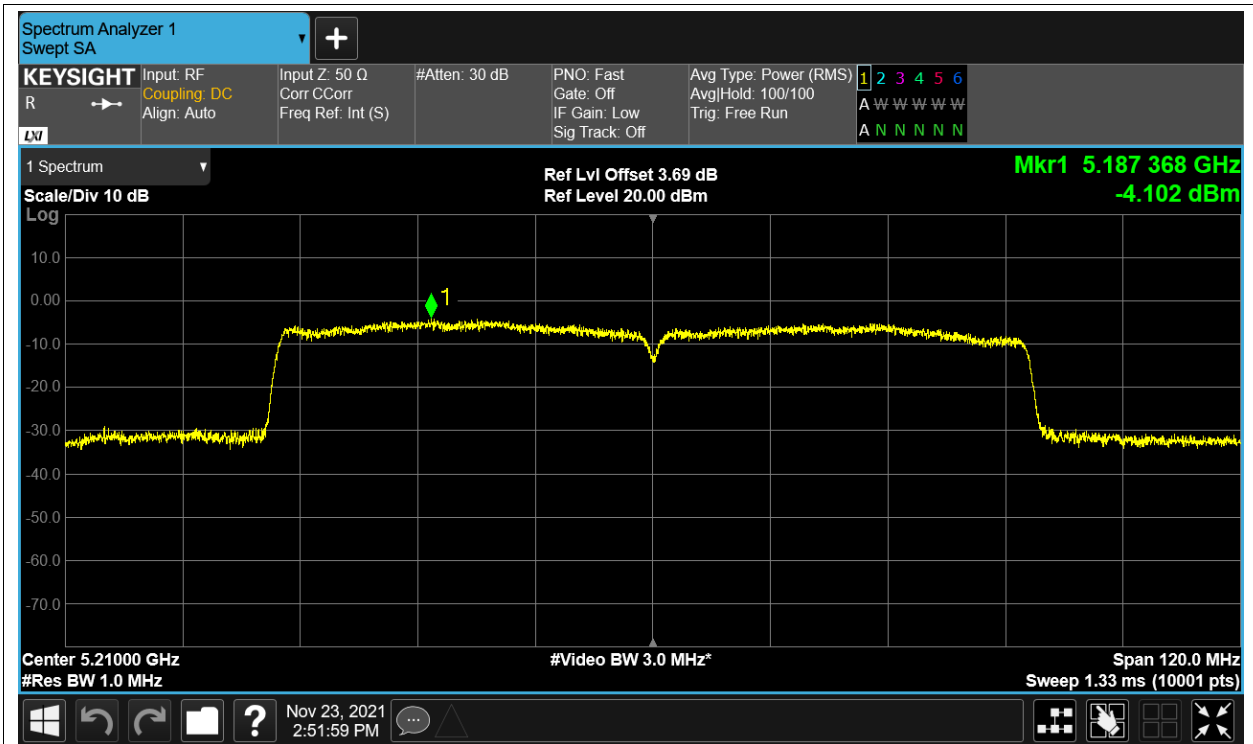 Spectrum Analyzer 1
Swept SA
KEYSIGHT
R
LXI
Input: RF
Coupling: DC
Align: Auto
Input Z: 50 Ω
Corr CCorr
Freq Ref: Int (S)
#Atten: 30 dB
PNO: Fast
Gate: Off
IF Gain: Low
Sig Track: Off
Avg Type: Power (RMS)
Avg|Hold: 100/100
Trig: Free Run
1 2 3 4 5 6
A W W W W W
A N N N N N
1 Spectrum
Scale/Div 10 dB
Log
Ref Lvl Offset 3.69 dB
Ref Level 20.00 dBm
Mkr1 5.187 368 GHz
-4.102 dBm
10.0
0.00
1
-10.0
-20.0
-30.0
-40.0
-50.0
-60.0
-70.0
Center 5.21000 GHz
#Video BW 3.0 MHz*
Span 120.0 MHz
#Res BW 1.0 MHz
Sweep 1.33 ms (10001 pts)
?
Nov 23, 2021
2:51:59 PM